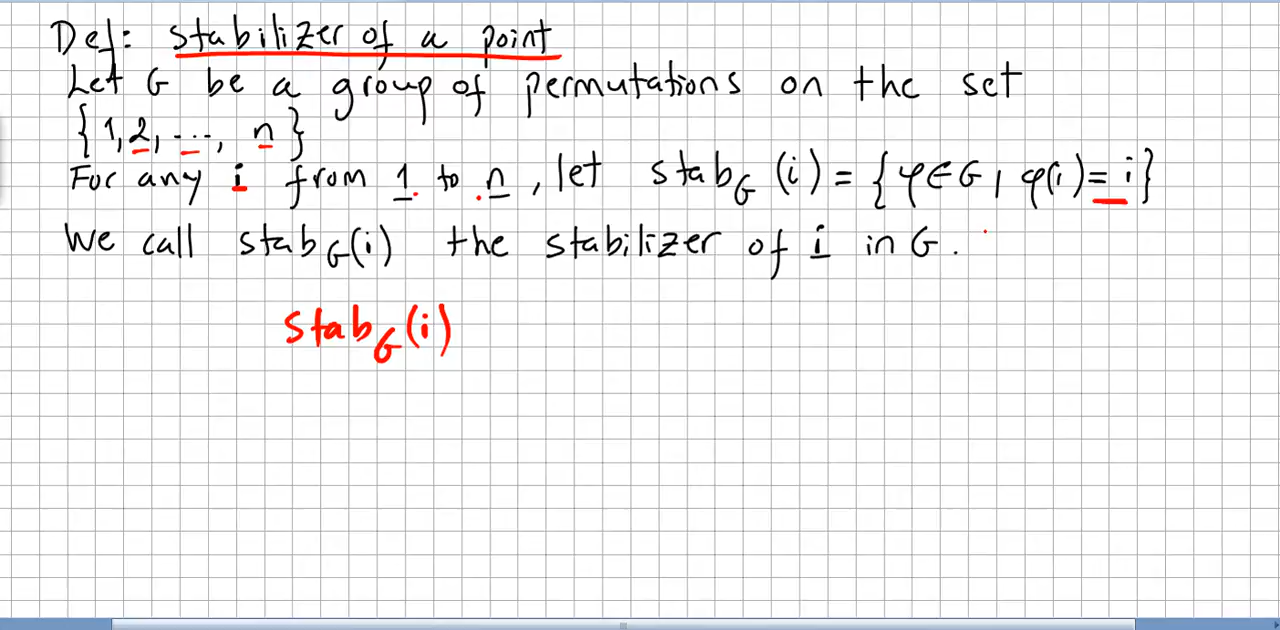 Def: stabilizer of a point
Let G be a group of permutations on the set
{1,2, ..., n}
For any i from 1 to n, let stab_G (i) = {φ∈G, φ(i)=i}
We call stab_G(i) the stabilizer of i in G.
stab_G(i)